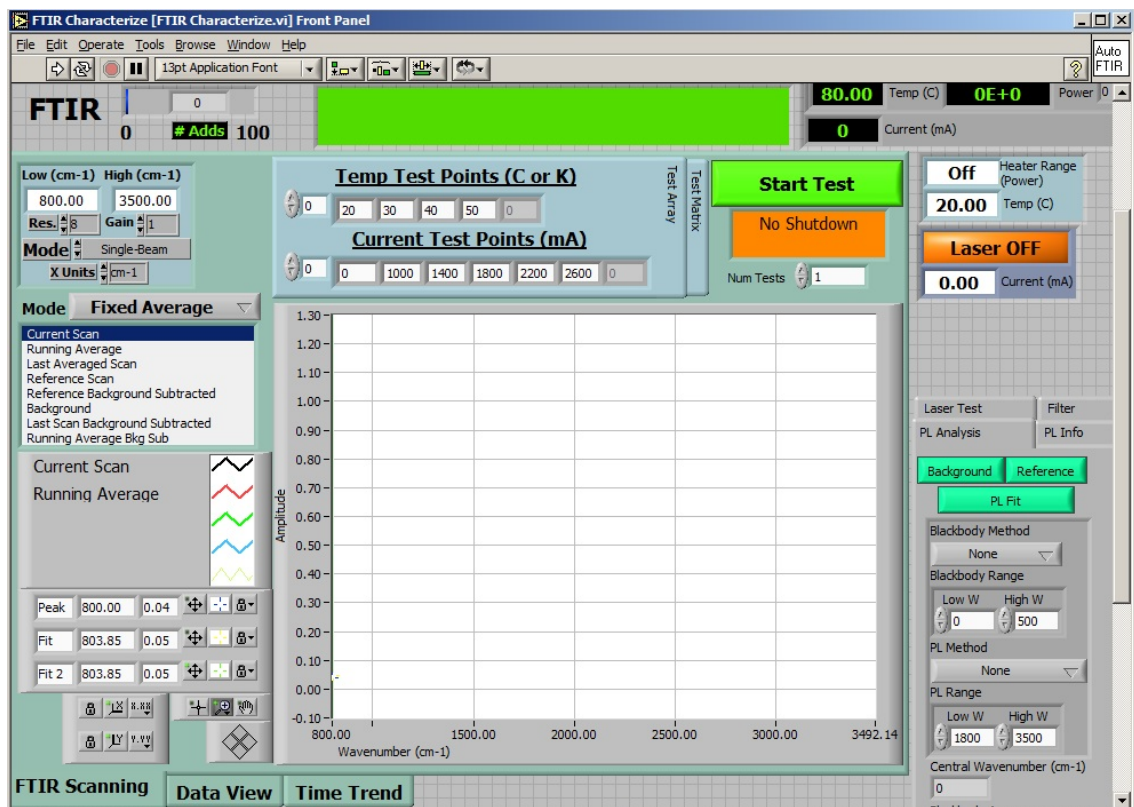 FTIR Characterize [FTIR Characterize.vi] Front Panel
File Edit Operate Tools Browse Window Help
13pt Application Font
Auto FTIR
FTIR
0
0 # Adds 100
80.00 Temp (C) 0E+0 Power 0
0 Current (mA)
Low (cm-1) High (cm-1)
800.00 3500.00
Res. 8 Gain 1
Mode Single-Beam
X Units cm-1
Temp Test Points (C or K)
0 20 30 40 50 0
Current Test Points (mA)
0 0 1000 1400 1800 2200 2600 0
Test Array
Test Matrix
Start Test
No Shutdown
Num Tests 1
Off Heater Range (Power)
20.00 Temp (C)
Laser OFF
0.00 Current (mA)
Mode Fixed Average
Current Scan
Running Average
Last Averaged Scan
Reference Scan
Reference Background Subtracted
Background
Last Scan Background Subtracted
Running Average Bkg Sub
Current Scan
Running Average
Peak 800.00 0.04
Fit 803.85 0.05
Fit 2 803.85 0.05
X.XX
Y.YY
1.30
1.20
1.10
1.00
0.90
0.80
0.70
0.60
0.50
0.40
0.30
0.20
0.10
0.00
-0.10
Amplitude
800.00 1500.00 2000.00 2500.00 3000.00 3492.14
Wavenumber (cm-1)
Laser Test Filter
PL Analysis PL Info
Background Reference
PL Fit
Blackbody Method
None
Blackbody Range
Low W High W
0 500
PL Method
None
PL Range
Low W High W
1800 3500
Central Wavenumber (cm-1)
0
FTIR Scanning Data View Time Trend